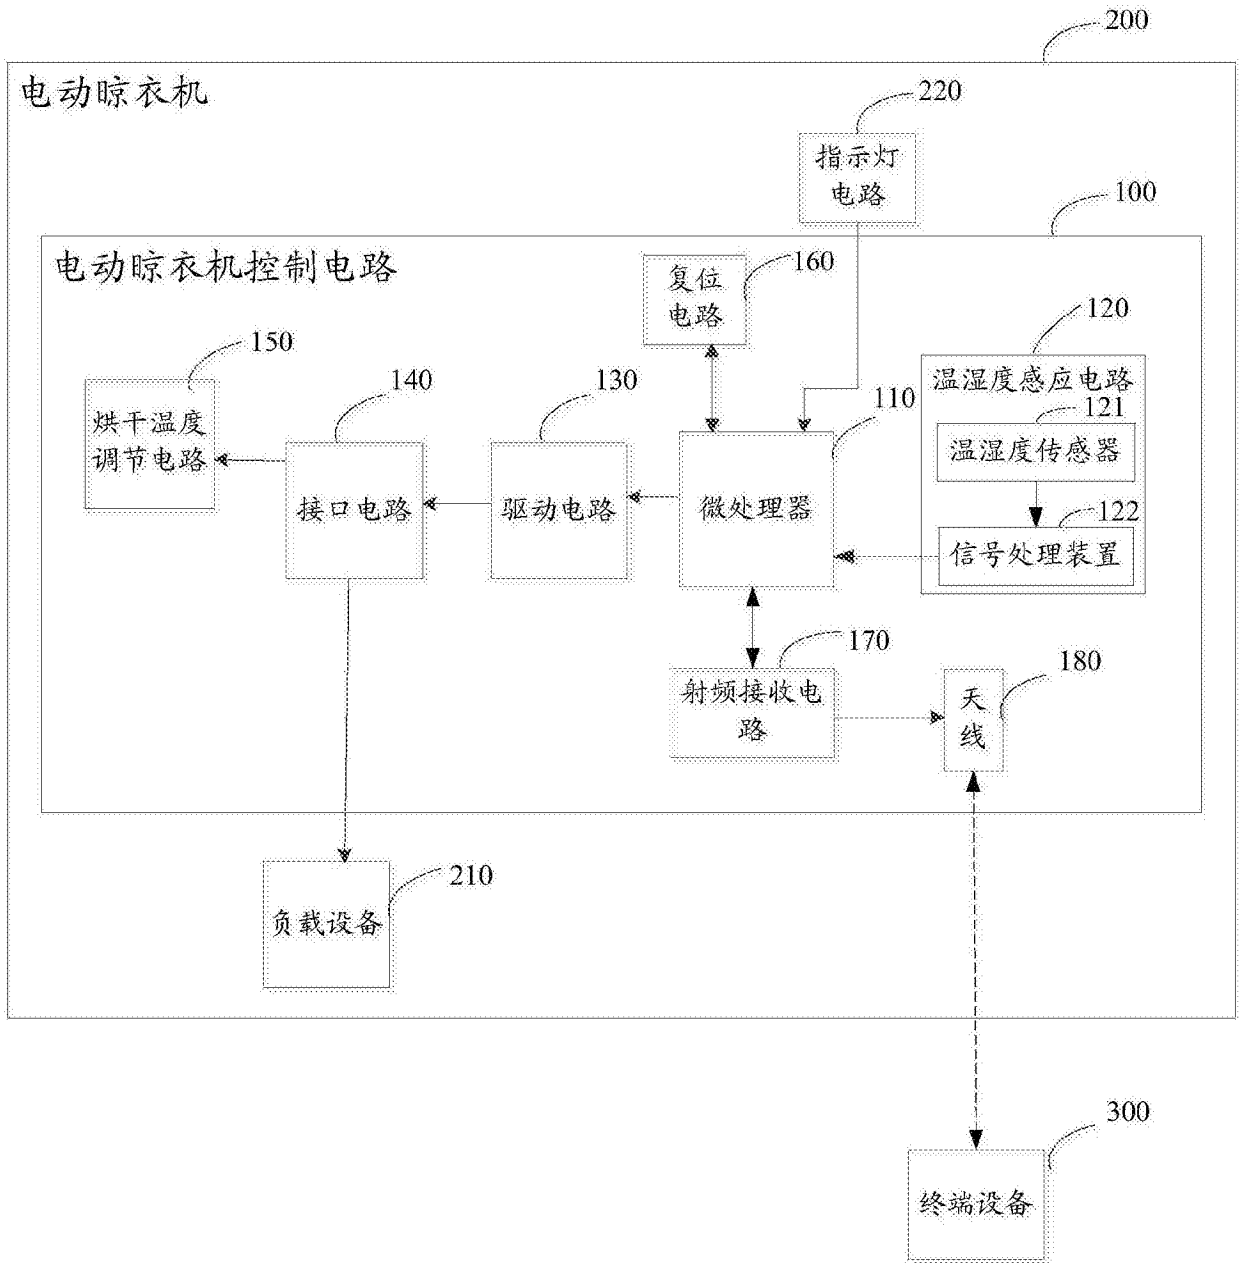 200
电动晾衣机
220
指示灯
电路
100
电动晾衣机控制电路
160
复位
电路
120
温湿度感应电路
150
140
130
110
121
烘干温度
调节电路
温湿度传感器
接口电路
驱动电路
微处理器
122
信号处理装置
170
180
射频接收电
路
天
线
210
负载设备
300
终端设备